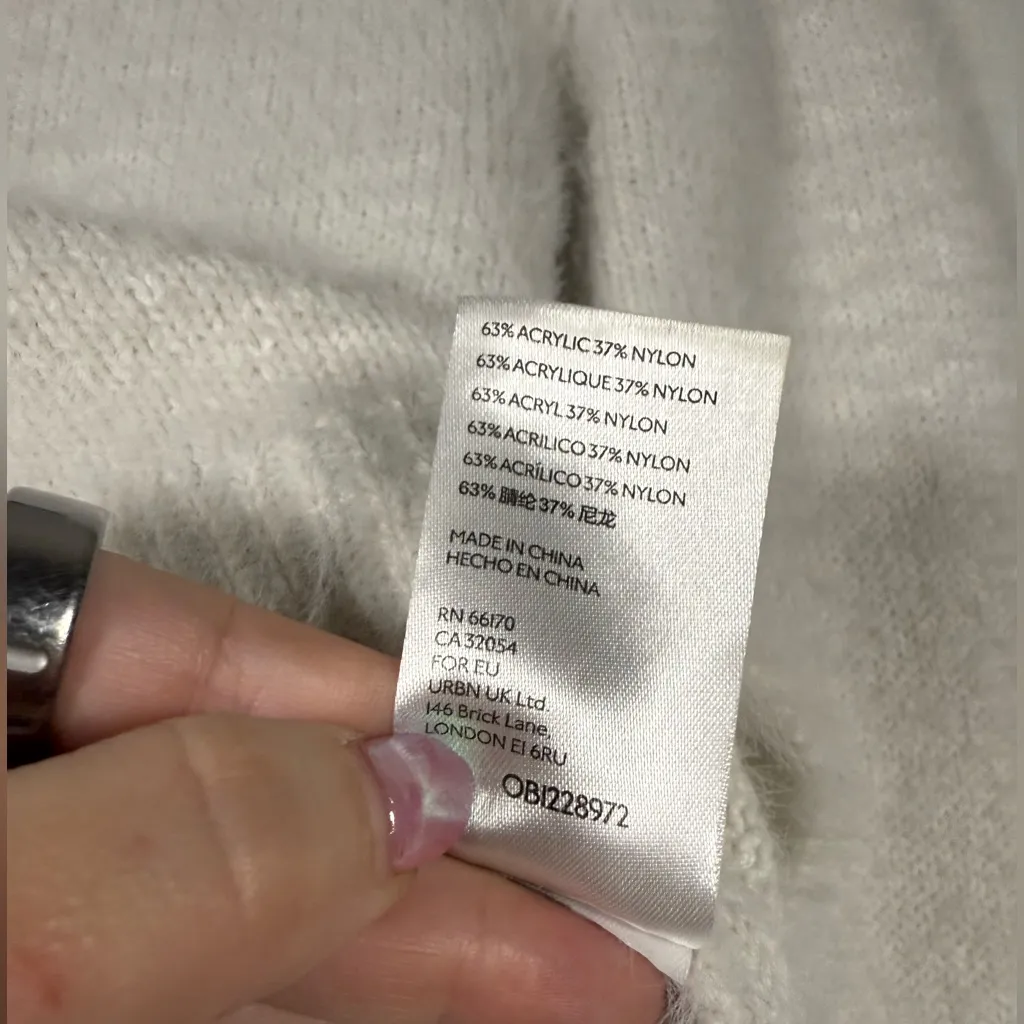 63% ACRYLIC 37% NYLON
63% ACRYLIQUE 37% NYLON
63% ACRYL 37% NYLON
63% ACRILICO 37% NYLON
63% ACRÍLICO 37% NYLON
63% 腈纶 37% 尼龙
MADE IN CHINA
HECHO EN CHINA
RN 66170
CA 32054
FOR EU
URBN UK Ltd.
146 Brick Lane,
LONDON E1 6RU
OB1228972